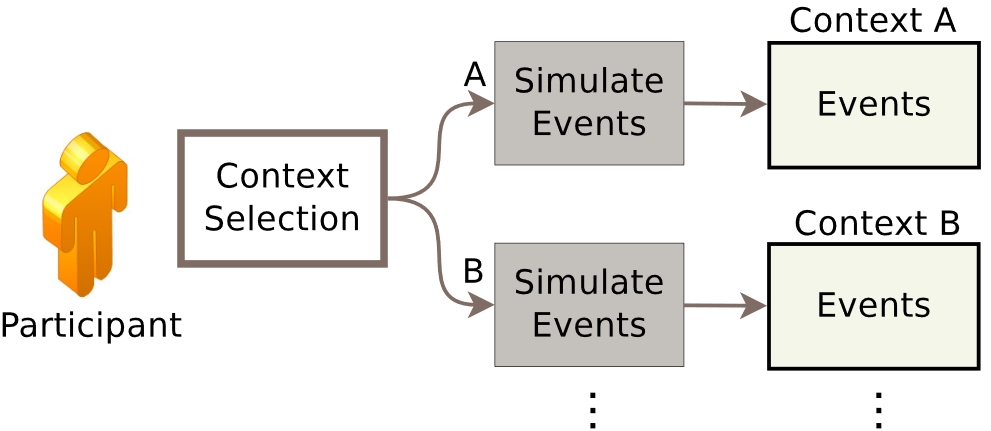 Context A
A
Simulate
Events
Events
Context
Selection
Context B
B
Simulate
Events
Events
Participant